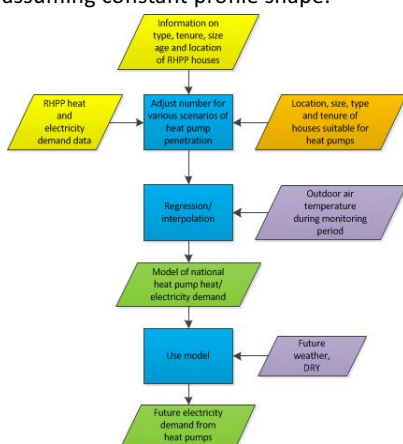 assuming constant profile shape.
Information on
type, tenure, size
age and location
of RHPP houses
RHPP heat
and
electricity
demand data
Adjust number for
various scenarios of
heat pump
penetration
Location, size, type
and tenure of
houses suitable for
heat pumps
Regression/
interpolation
Outdoor air
temperature
during monitoring
period
Model of national
heat pump heat/
electricity demand
Use model
Future
weather,
DRY
Future electricity
demand from
heat pumps